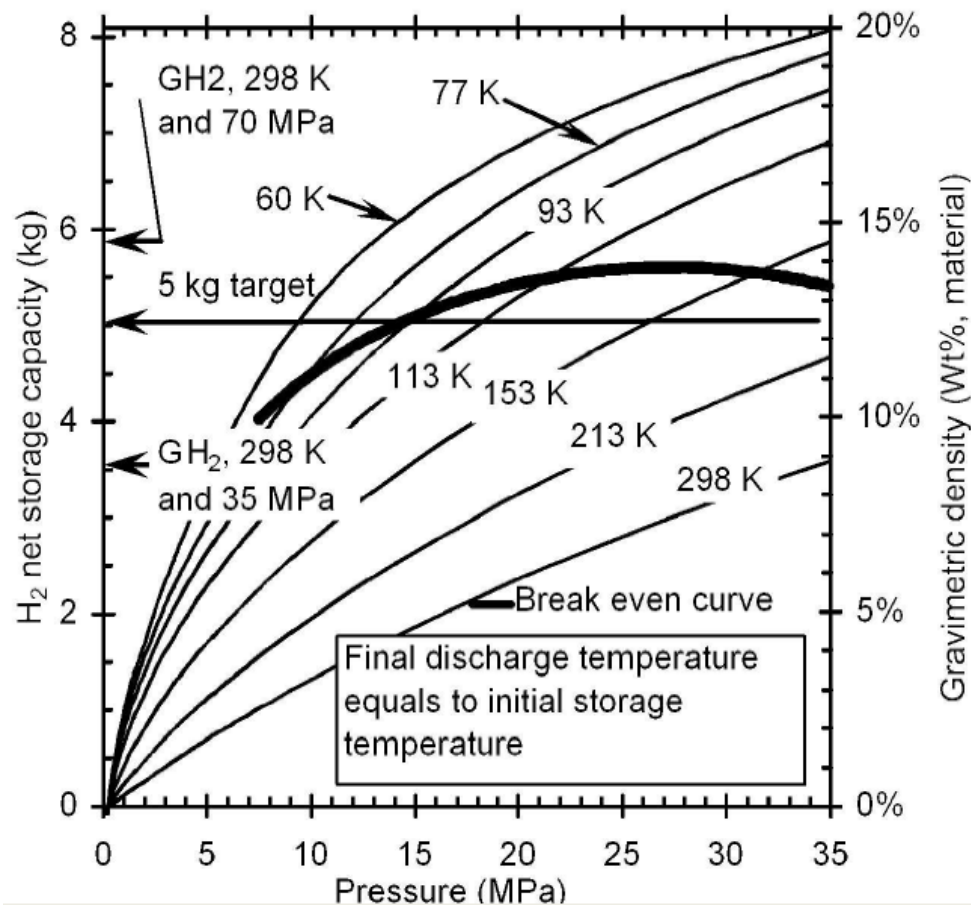 8
20%
GH2, 298 K
and 70 MPa
77 K
60 K
93 K
15%
6
5 kg target
113 K
153 K
213 K
298 K
4
10%
GH₂, 298 K
and 35 MPa
2
5%
Break even curve
Final discharge temperature
equals to initial storage
temperature
0
0%
0 5 10 15 20 25 30 35
Pressure (MPa)
H₂ net storage capacity (kg)
Gravimetric density (Wt%, material)